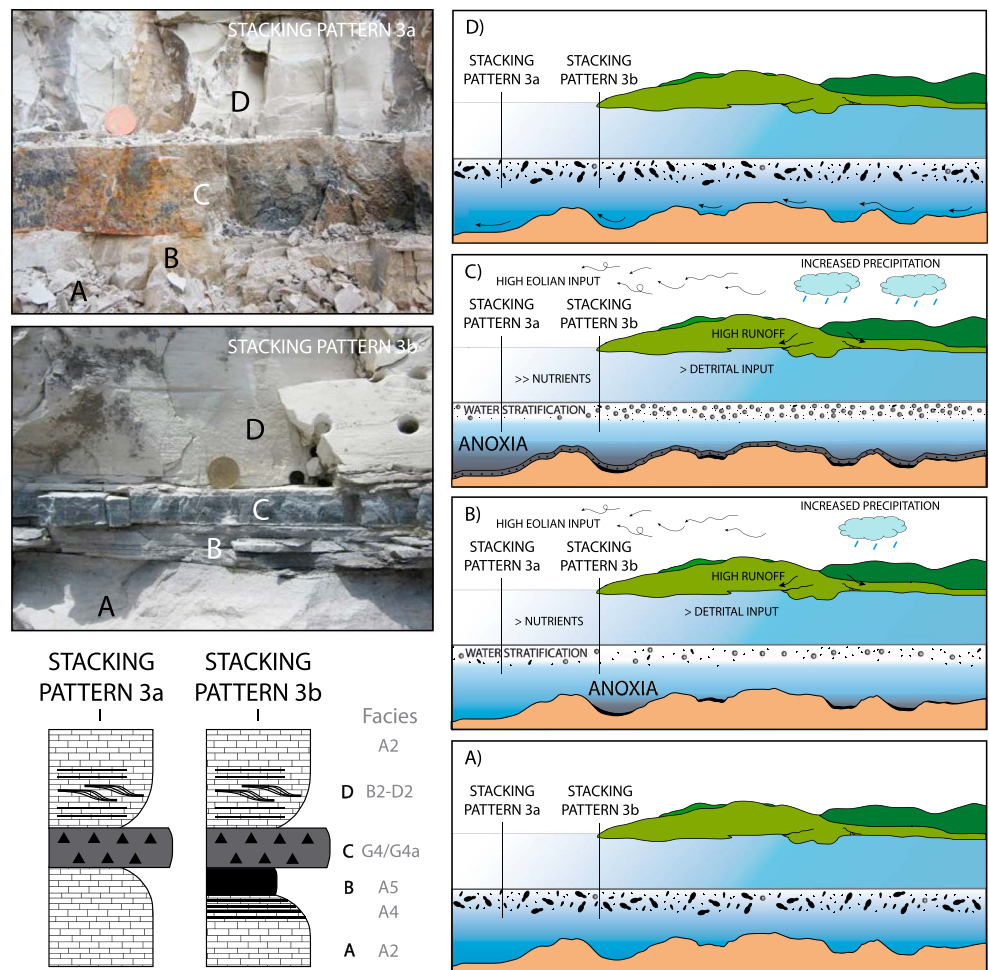 STACKING PATTERN 3a
D
C
B
A
STACKING PATTERN 3b
D
C
B
A
STACKING
PATTERN 3a
STACKING
PATTERN 3b
Facies
A2
D B2-D2
C G4/G4a
B A5
A4
A A2
D)
STACKING
PATTERN 3a
STACKING
PATTERN 3b
C)
HIGH EOLIAN INPUT
INCREASED PRECIPITATION
STACKING
PATTERN 3a
STACKING
PATTERN 3b
HIGH RUNOFF
>> NUTRIENTS
> DETRITAL INPUT
WATER STRATIFICATION
ANOXIA
B)
HIGH EOLIAN INPUT
INCREASED PRECIPITATION
STACKING
PATTERN 3a
STACKING
PATTERN 3b
HIGH RUNOFF
> NUTRIENTS
> DETRITAL INPUT
WATER STRATIFICATION
ANOXIA
A)
STACKING
PATTERN 3a
STACKING
PATTERN 3b